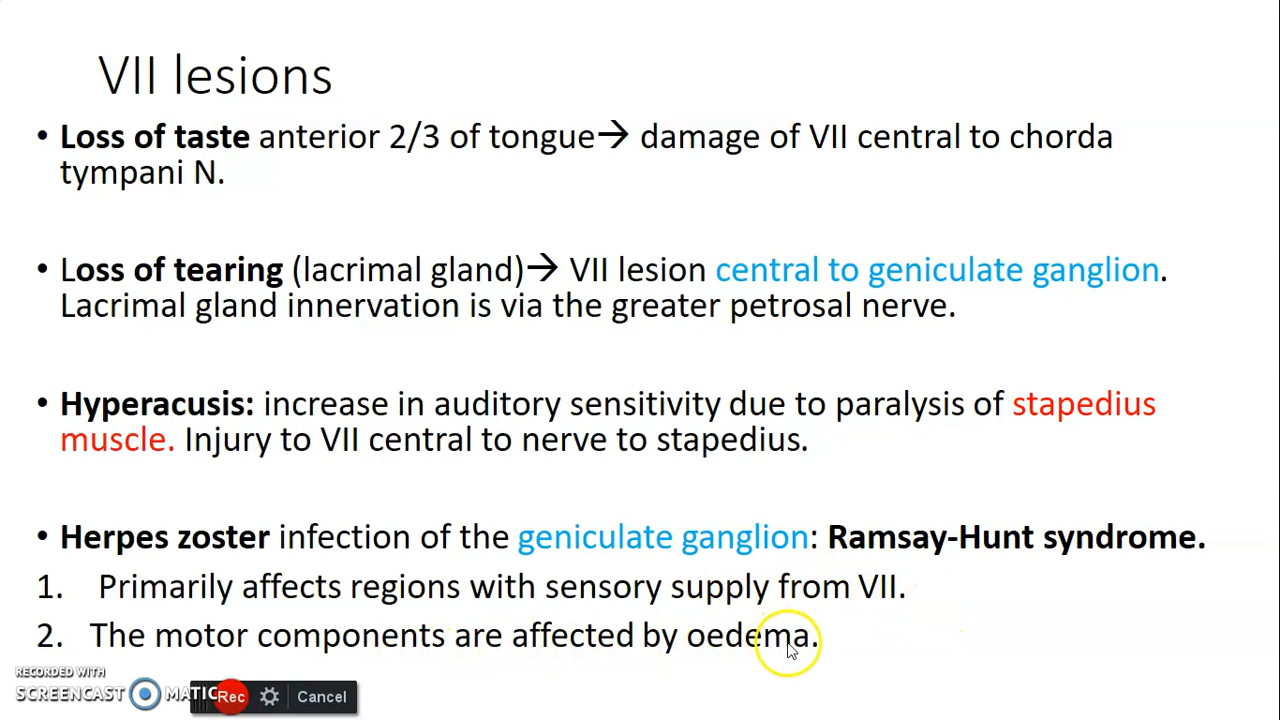 VII lesions
• Loss of taste anterior 2/3 of tongue→ damage of VII central to chorda
tympani N.
• Loss of tearing (lacrimal gland)→ VII lesion central to geniculate ganglion.
Lacrimal gland innervation is via the greater petrosal nerve.
• Hyperacusis: increase in auditory sensitivity due to paralysis of stapedius
muscle. Injury to VII central to nerve to stapedius.
• Herpes zoster infection of the geniculate ganglion: Ramsay-Hunt syndrome.
1. Primarily affects regions with sensory supply from VII.
2. The motor components are affected by oedema.
RECORDED WITH
SCREENCAST MATIC
Rec Cancel